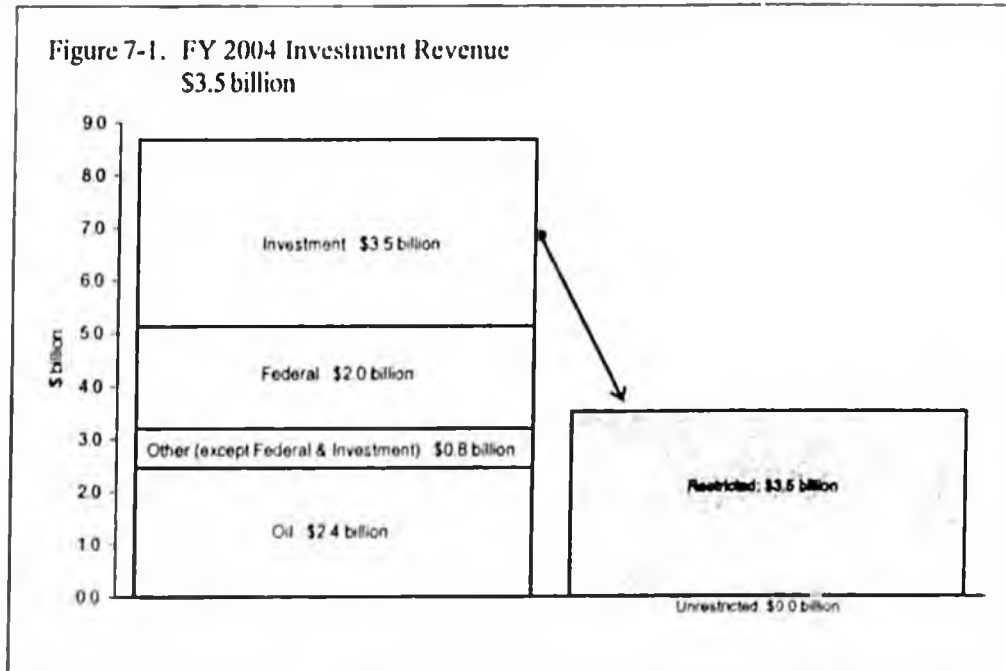 Figure 7-1. FY 2004 Investment Revenue
$3.5 billion
9.0
8.0
7.0
6.0
5.0
4.0
3.0
2.0
1.0
0.0
$ billion
Investment $3.5 billion
Federal $2.0 billion
Other (except Federal & Investment) $0.8 billion
Oil $2.4 billion
Restricted: $3.5 billion
Unrestricted: $0.0 billion